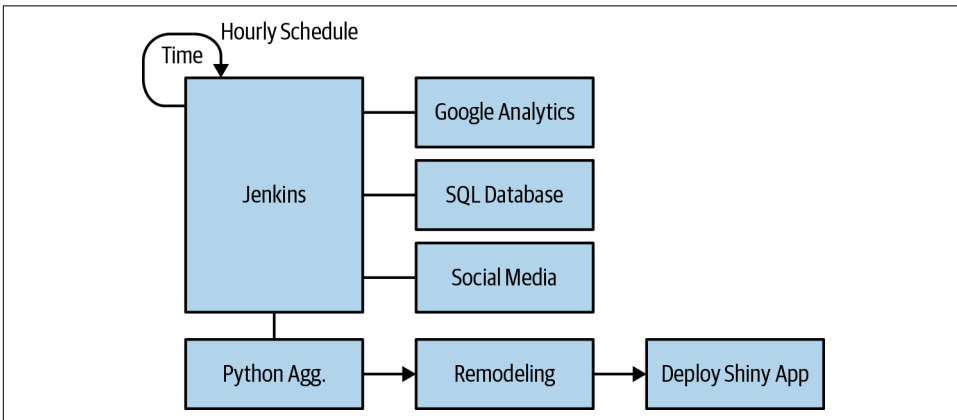 Hourly Schedule
Time
Google Analytics
Jenkins
SQL Database
Social Media
Python Agg.
Remodeling
Deploy Shiny App